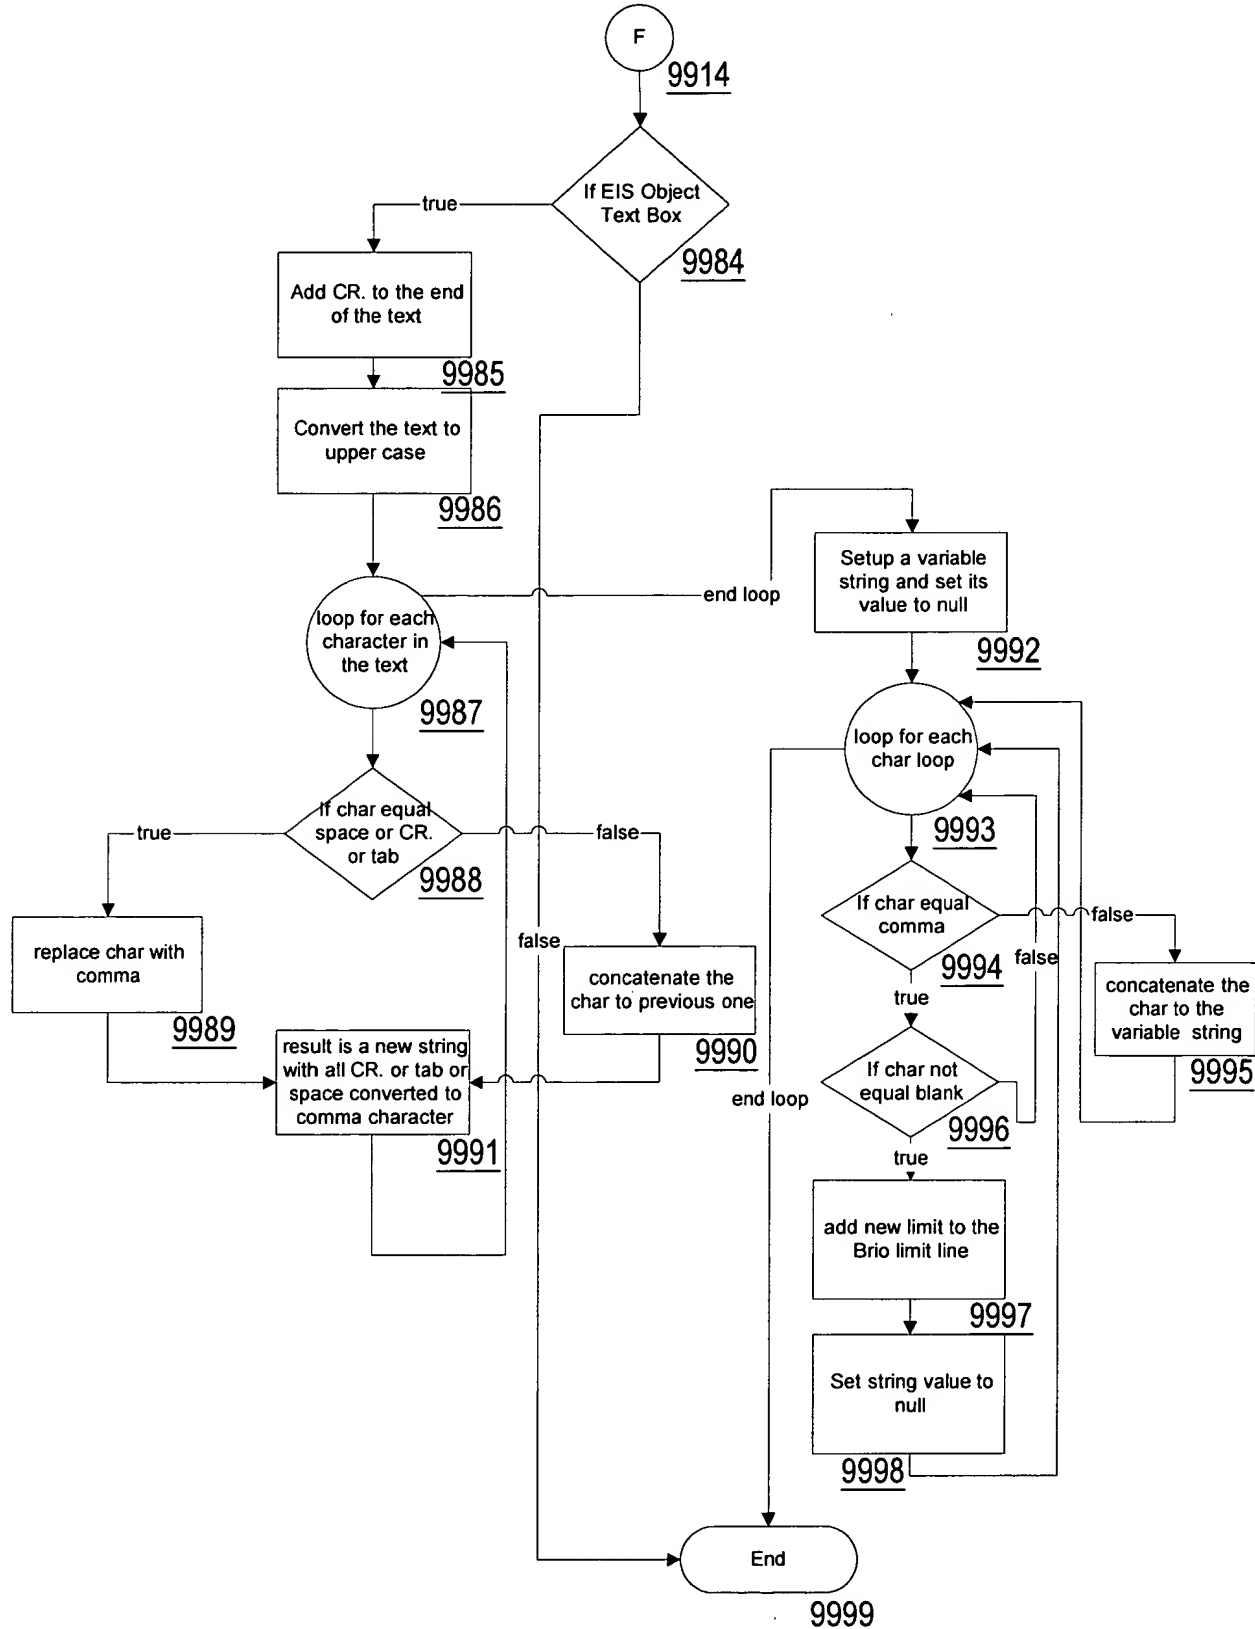 F
9914
If EIS Object
Text Box
9984
true
Add CR. to the end
of the text
9985
Convert the text to
upper case
9986
loop for each
character in
the text
9987
end loop
If char equal
space or CR.
or tab
9988
true
false
replace char with
comma
9989
false
concatenate the
char to previous one
9990
result is a new string
with all CR. or tab or
space converted to
comma character
9991
Setup a variable
string and set its
value to null
9992
loop for each
char loop
9993
If char equal
comma
9994
false
false
concatenate the
char to the
variable string
9995
true
If char not
equal blank
9996
end loop
true
add new limit to the
Brio limit line
9997
Set string value to
null
9998
End
9999